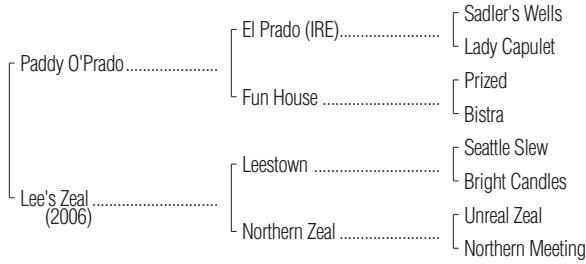 Sadler's Wells
El Prado (IRE)....................
Lady Capulet
Paddy O'Prado....................
Prized
Fun House.........................
Bistra
Seattle Slew
Leestown..........................
Bright Candles
Lee's Zeal...........................
(2006)
Unreal Zeal
Northern Zeal.....................
Northern Meeting